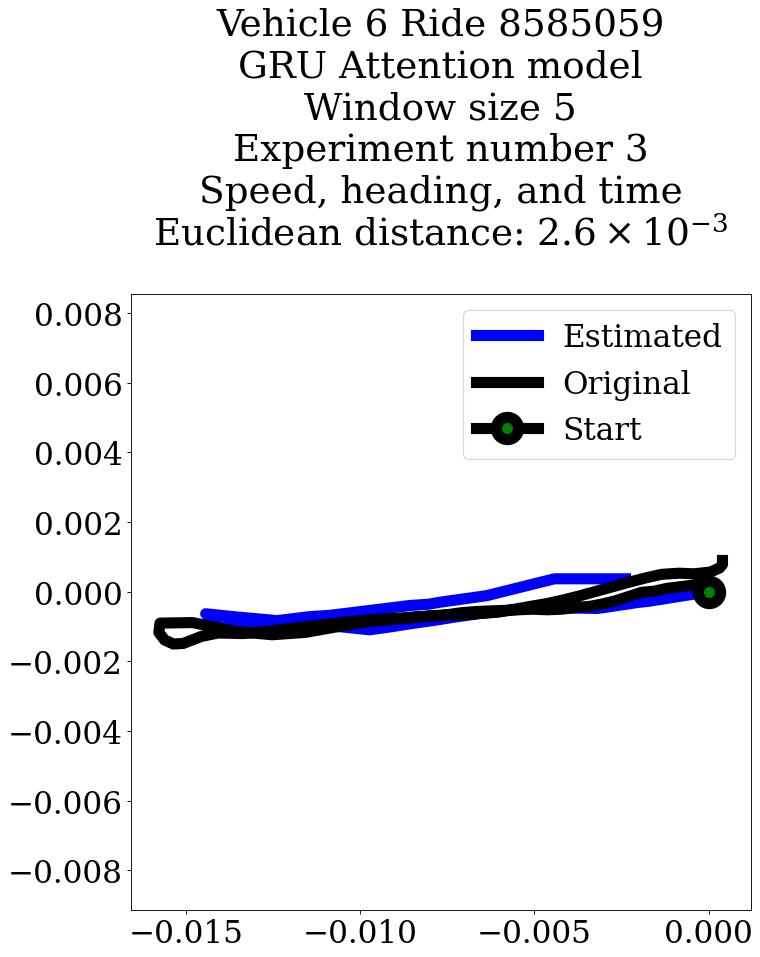 Vehicle 6 Ride 8585059
GRU Attention model
Window size 5
Experiment number 3
Speed, heading, and time
Euclidean distance: 2.6 × 10⁻³
Estimated
Original
Start
0.008
0.006
0.004
0.002
0.000
−0.002
−0.004
−0.006
−0.008
−0.015 −0.010 −0.005 0.000